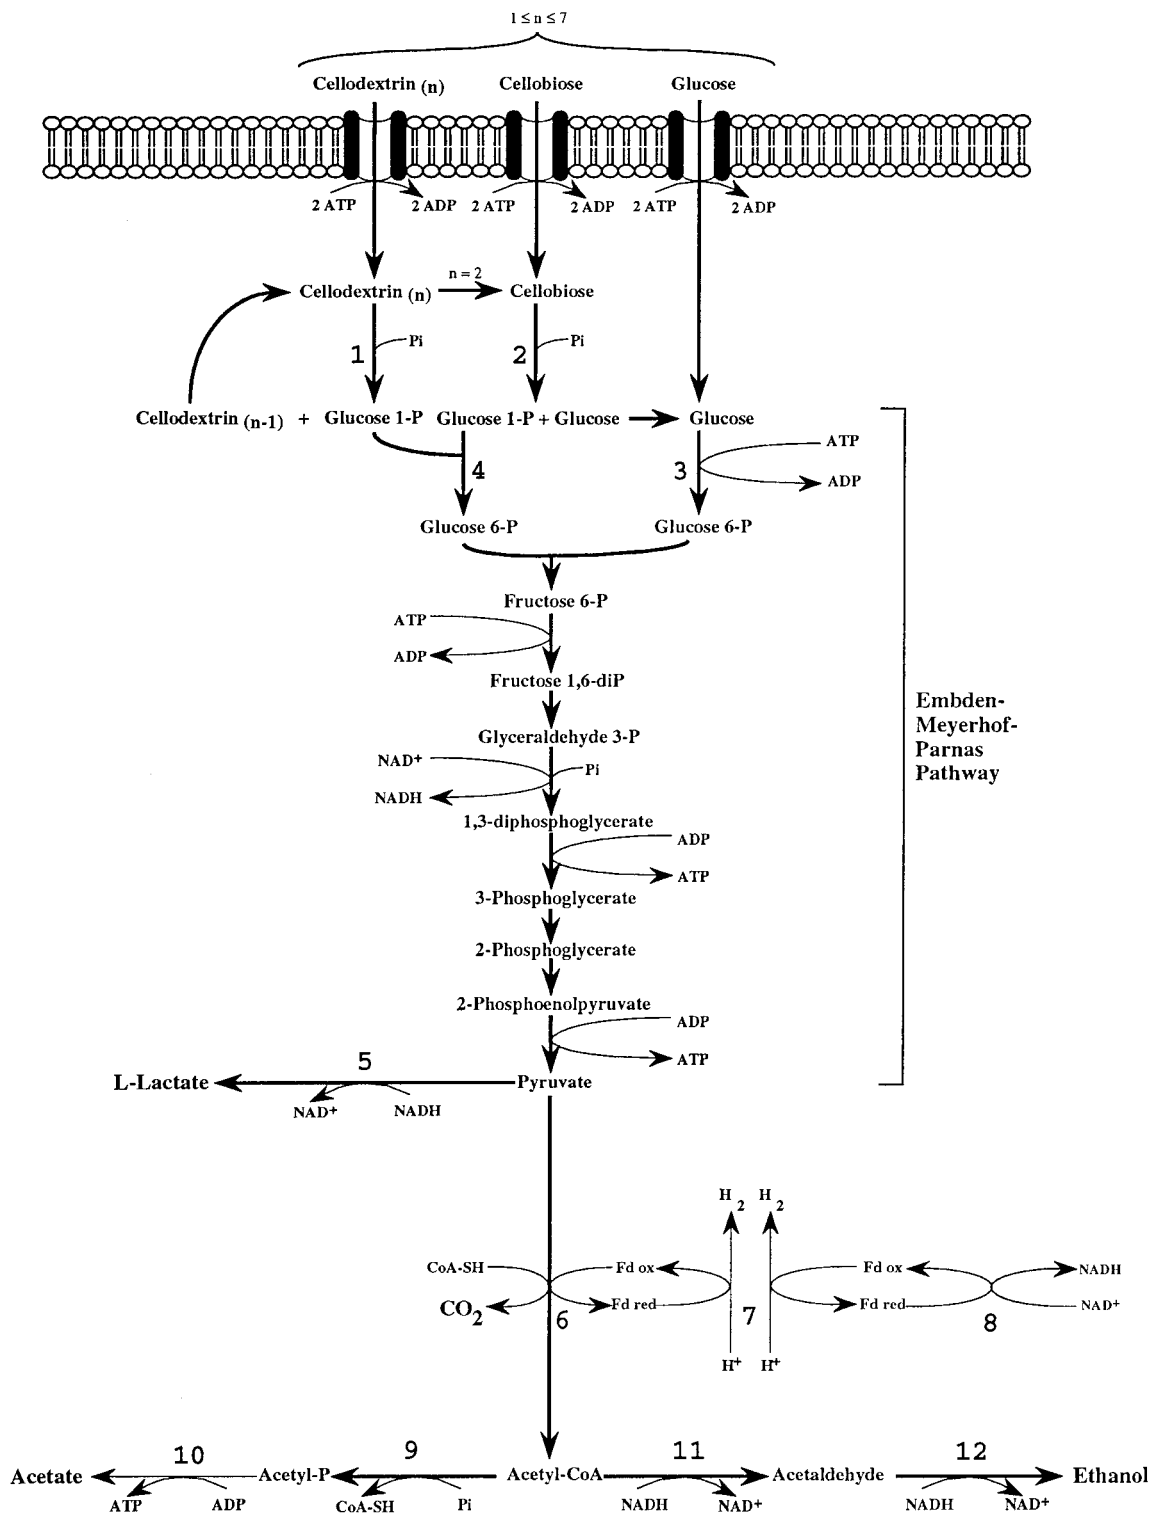 1 ≤ n ≤ 7
Cellodextrin (n) Cellobiose Glucose
2 ATP 2 ADP 2 ATP 2 ADP 2 ATP 2 ADP
n = 2
Cellodextrin (n) Cellobiose
1 Pi 2 Pi
Cellodextrin (n-1) + Glucose 1-P Glucose 1-P + Glucose Glucose
ATP
4 3
ADP
Glucose 6-P Glucose 6-P
Fructose 6-P
ATP
ADP
Fructose 1,6-diP
Embden-
Meyerhof-
Parnas
Pathway
Glyceraldehyde 3-P
NAD+ Pi
NADH
1,3-diphosphoglycerate
ADP
ATP
3-Phosphoglycerate
2-Phosphoglycerate
2-Phosphoenolpyruvate
ADP
ATP
5
L-Lactate Pyruvate
NAD+ NADH
H2 H2
CoA-SH Fd ox Fd ox NADH
CO2 Fd red Fd red NAD+
6 7 8
H+ H+
10 9 11 12
Acetate Acetyl-P Acetyl-CoA Acetaldehyde Ethanol
ATP ADP CoA-SH Pi NADH NAD+ NADH NAD+